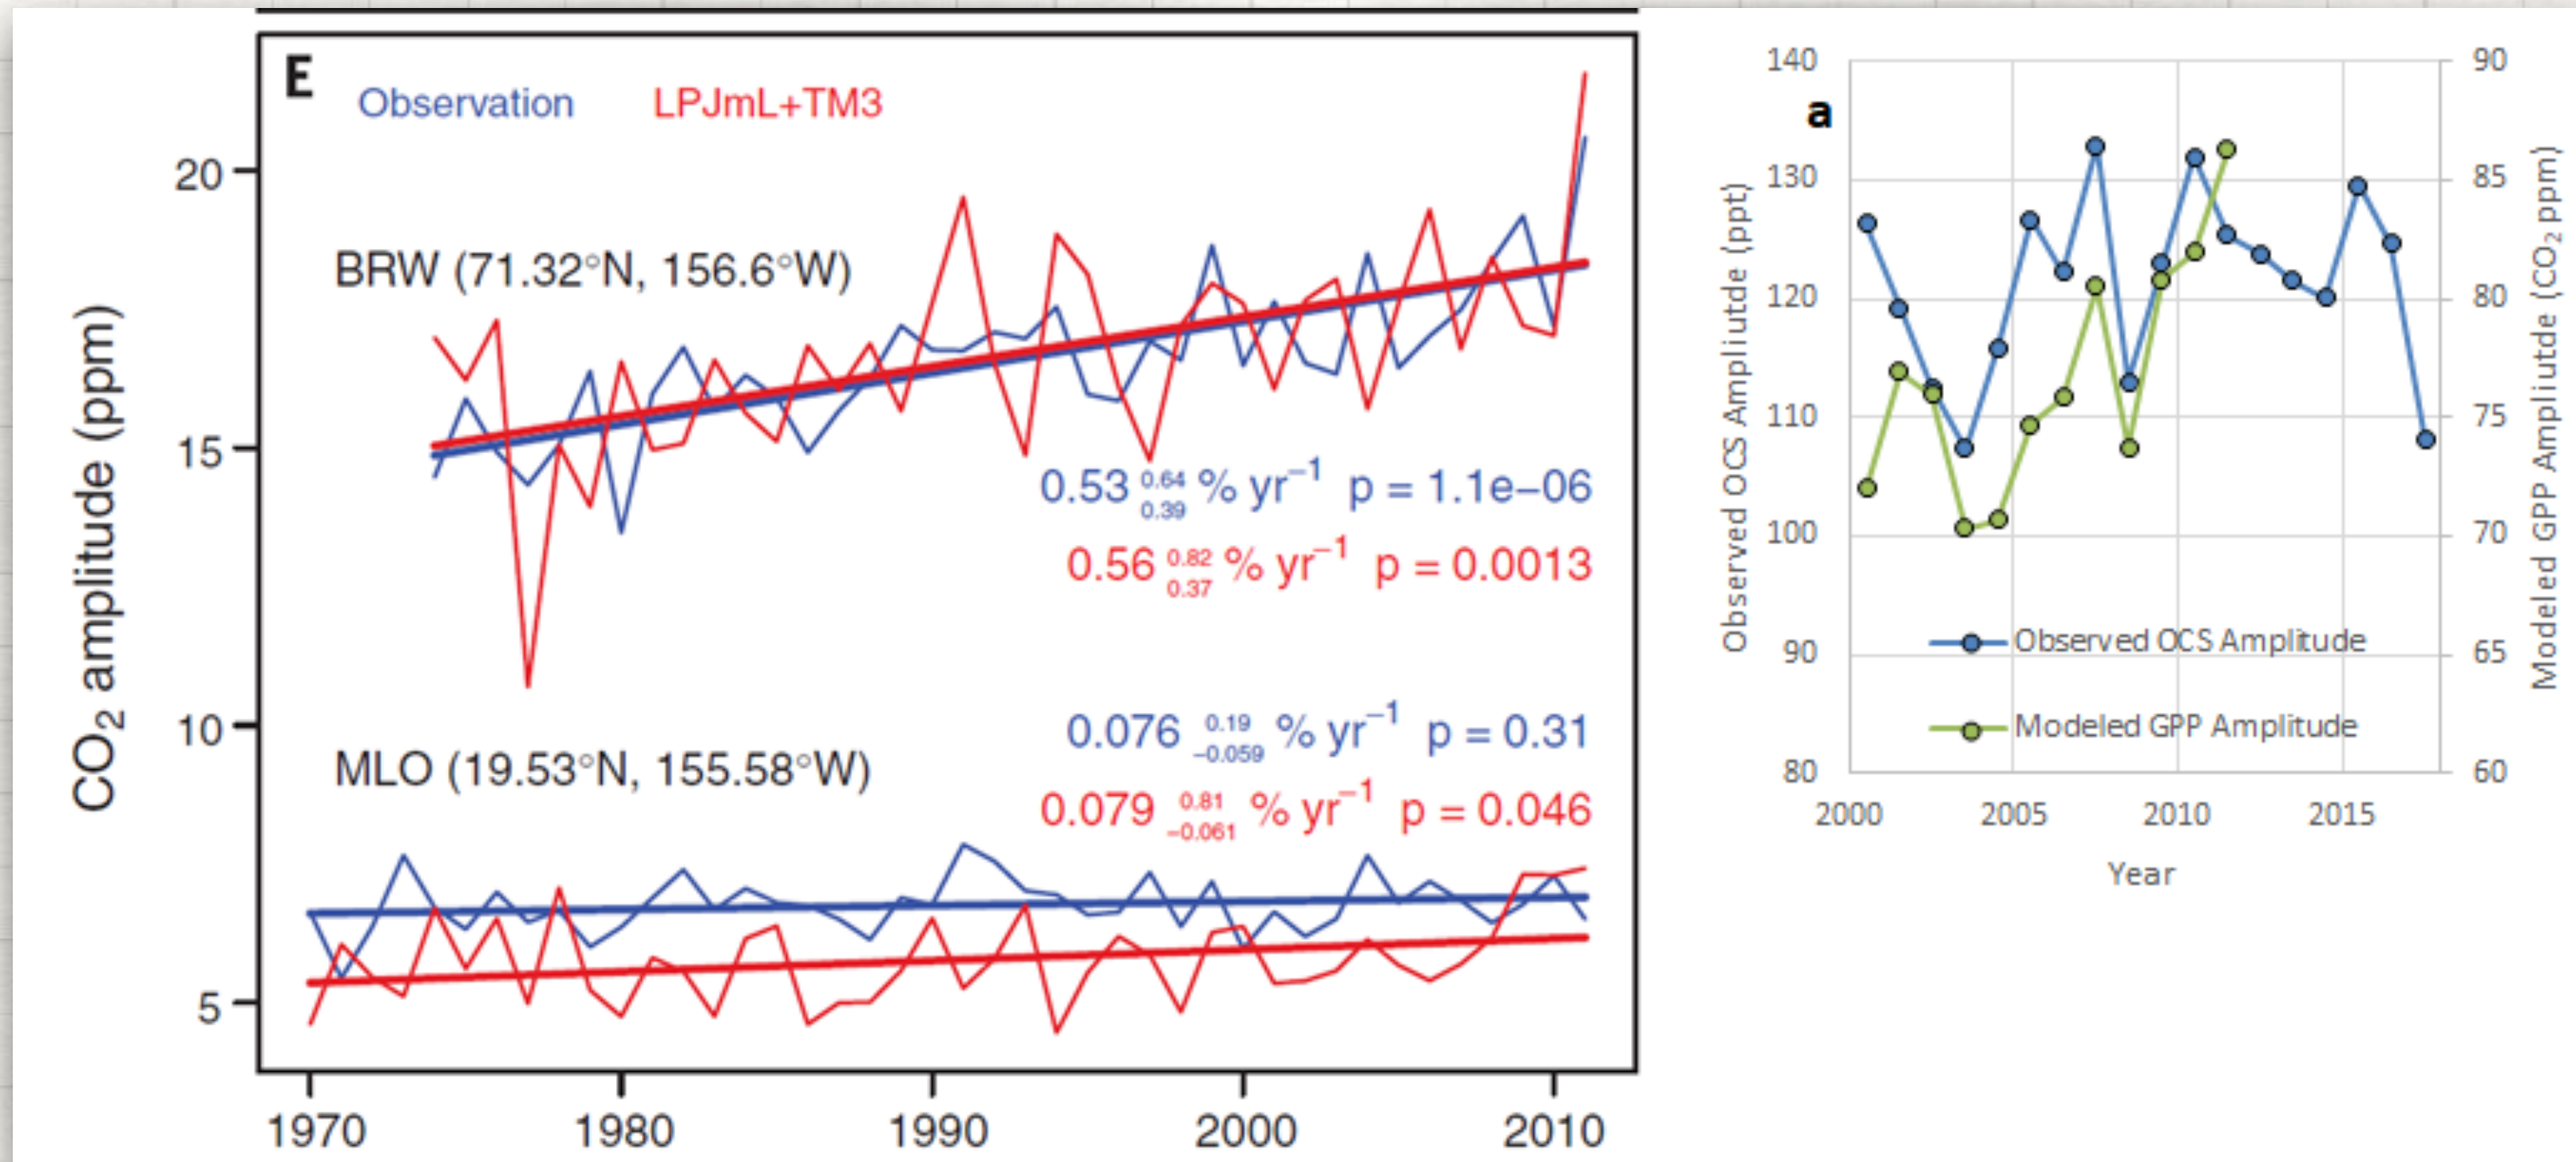 E
Observation LPJmL+TM3
BRW (71.32°N, 156.6°W)
0.53 0.64 0.39 % yr−1 p = 1.1e−06
0.56 0.82 0.37 % yr−1 p = 0.0013
0.076 0.19 −0.059 % yr−1 p = 0.31
MLO (19.53°N, 155.58°W)
0.079 0.81 −0.061 % yr−1 p = 0.046
CO2 amplitude (ppm)
20
15
10
5
1970 1980 1990 2000 2010
a
Observed OCS Ampliutde (ppt)
140
130
120
110
100
90
80
Observed OCS Amplitude
Modeled GPP Amplitude
2000 2005 2010 2015
Year
90
85
80
75
70
65
60
Modeled GPP Ampliutde (CO2 ppm)